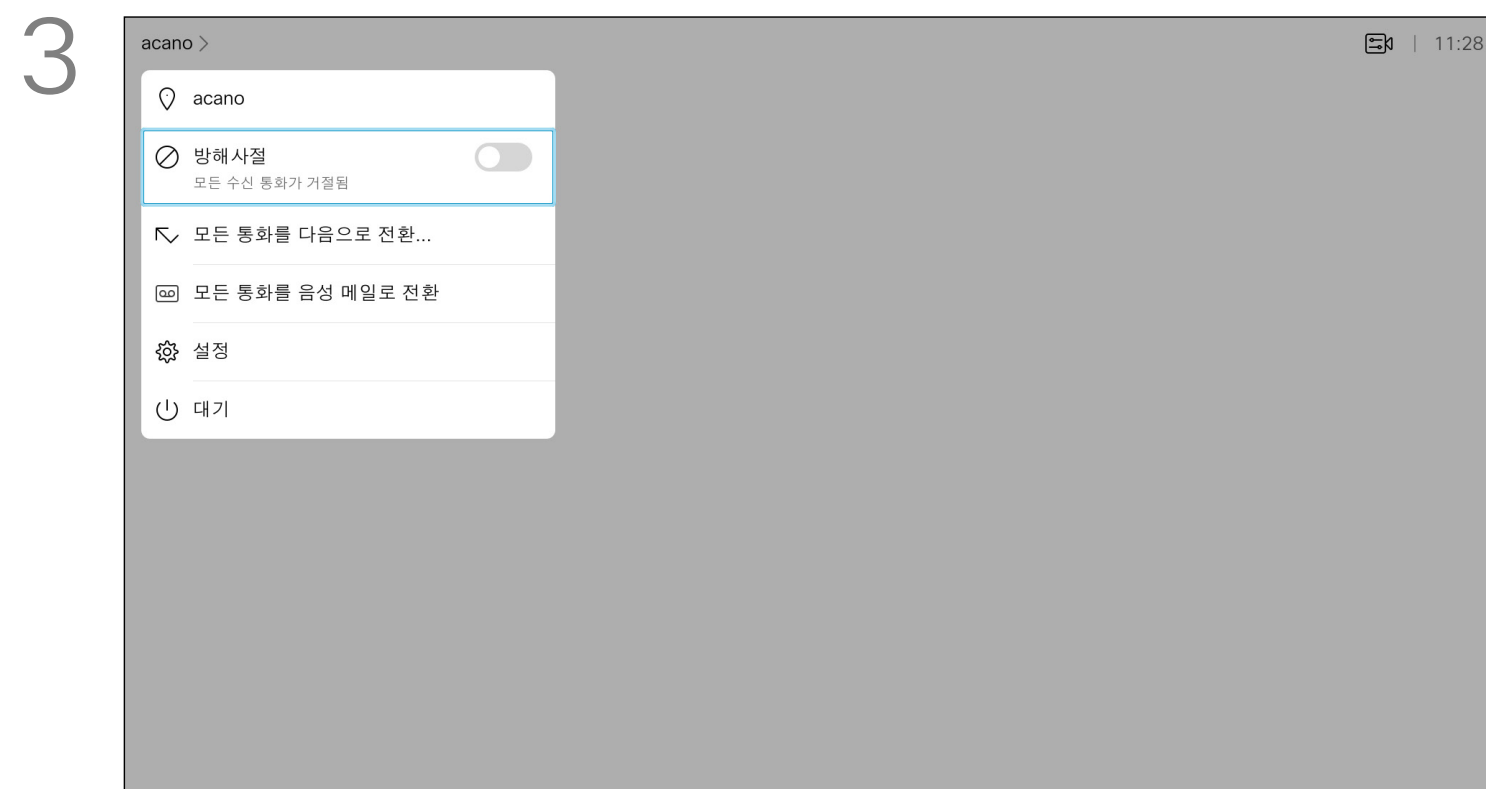 3
acano >
11:28
acano
방해사절
모든 수신 통화가 거절됨
모든 통화를 다음으로 전환...
모든 통화를 음성 메일로 전환
설정
대기